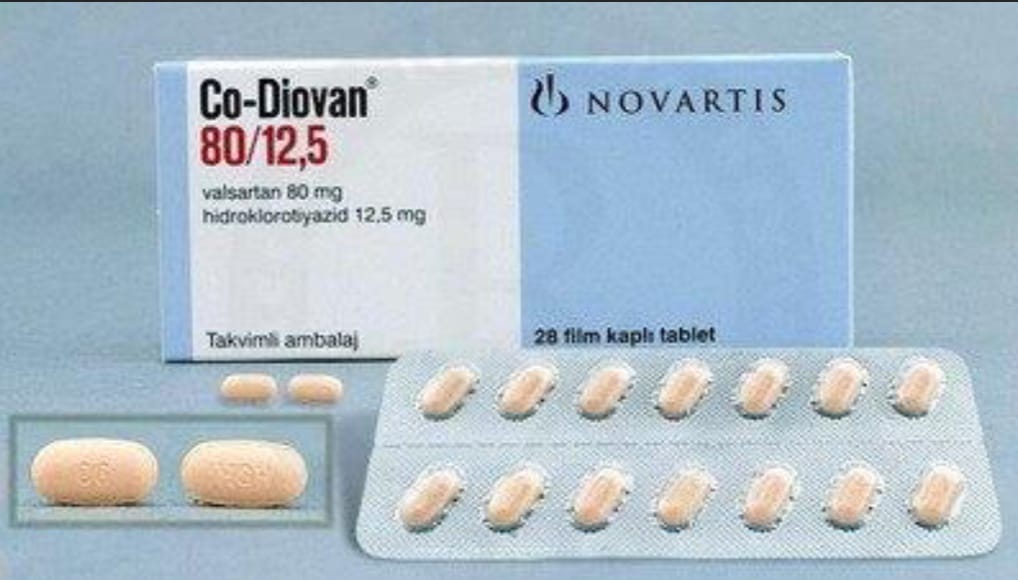 Co-Diovan®
80/12,5
valsartan 80 mg
hidroklorotiyazid 12,5 mg
Takvimli ambalaj
NOVARTIS
28 film kaplı tablet